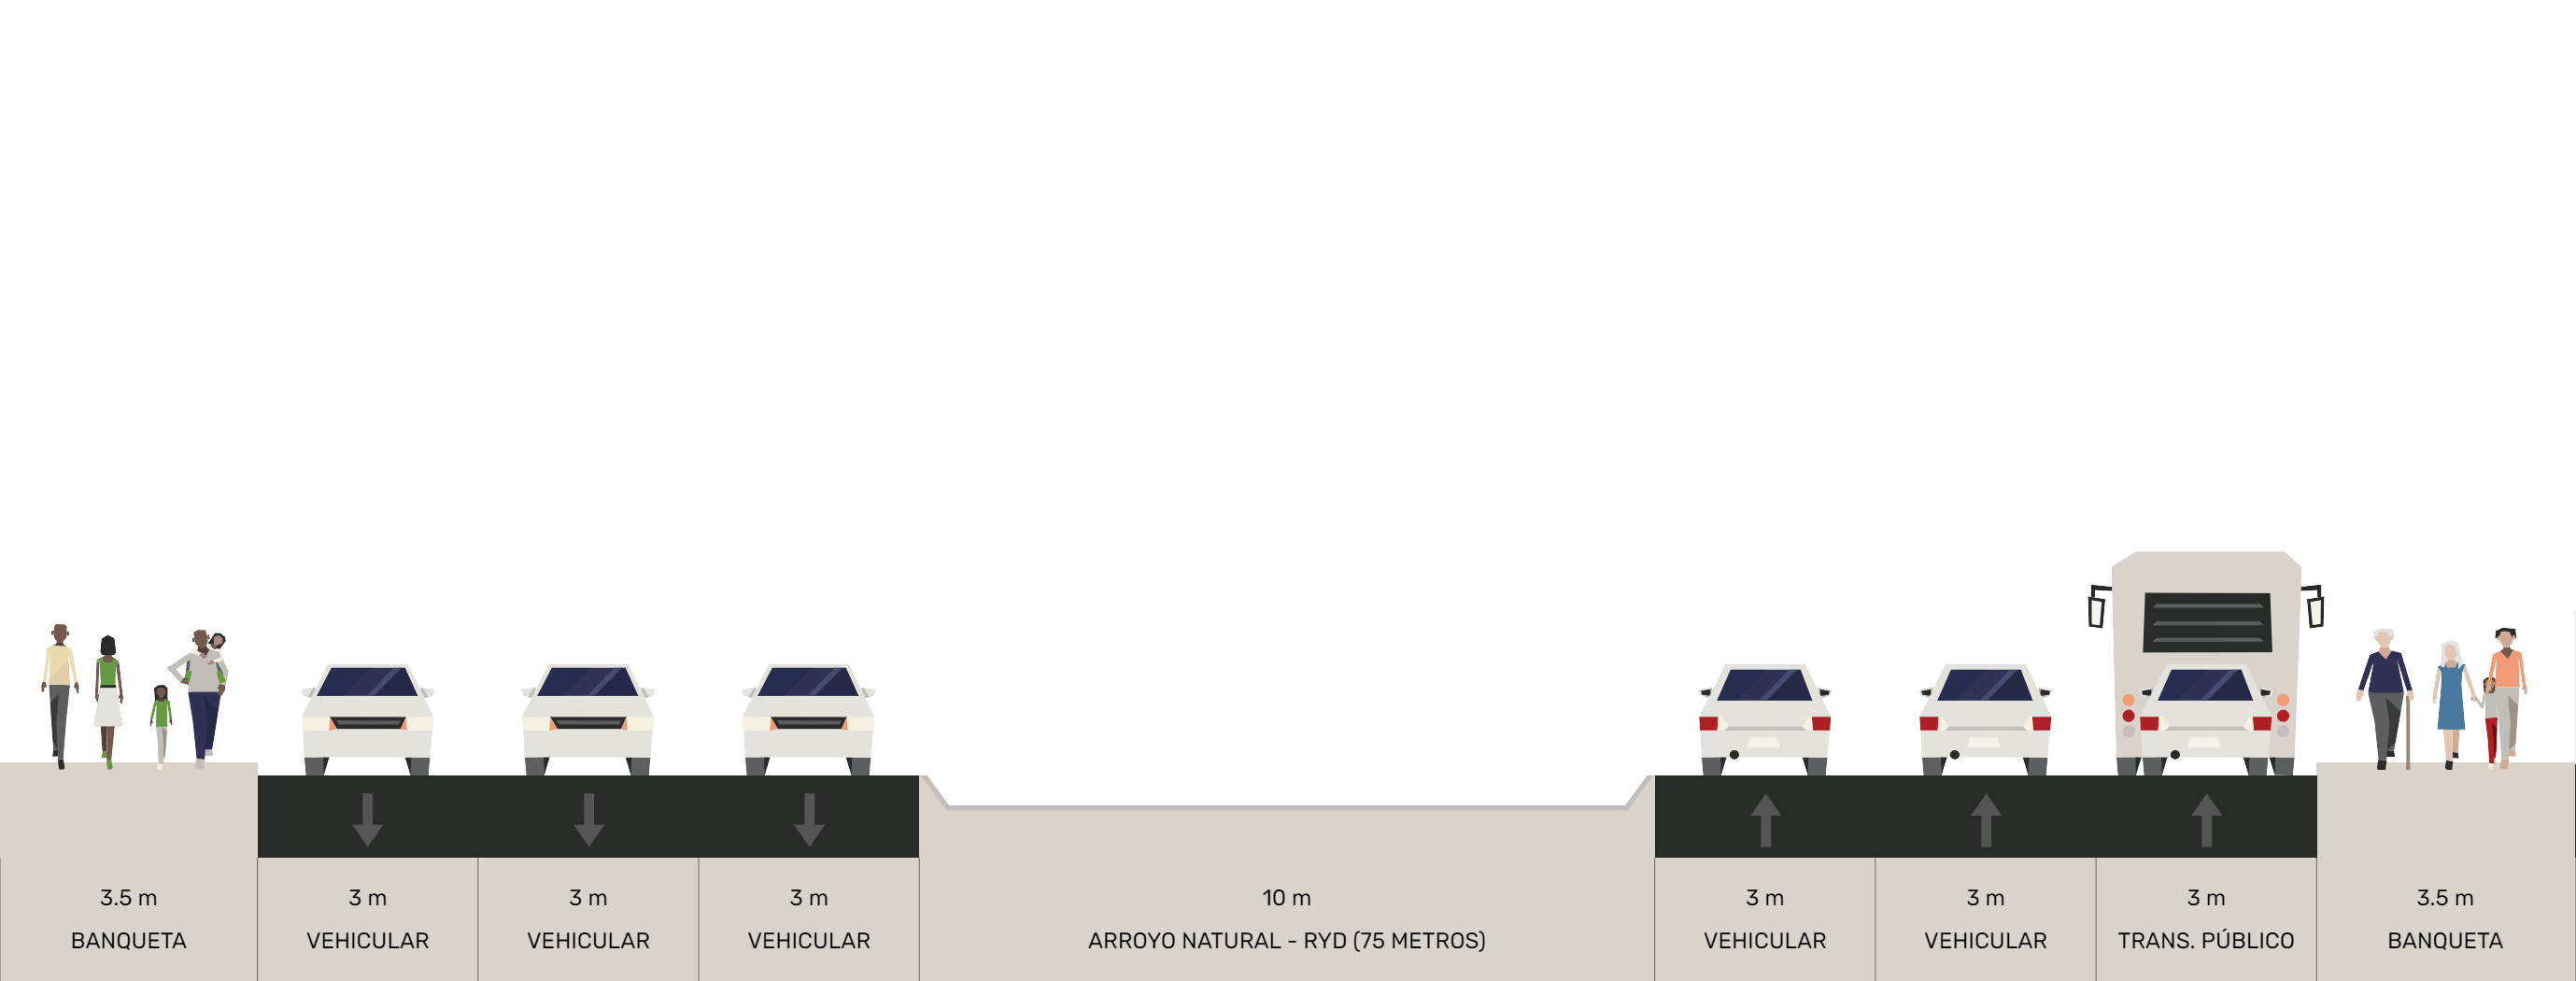 3.5 m
BANQUETA
3 m
VEHICULAR
3 m
VEHICULAR
3 m
VEHICULAR
10 m
ARROYO NATURAL - RYD (75 METROS)
3 m
VEHICULAR
3 m
VEHICULAR
3 m
TRANS. PÚBLICO
3.5 m
BANQUETA